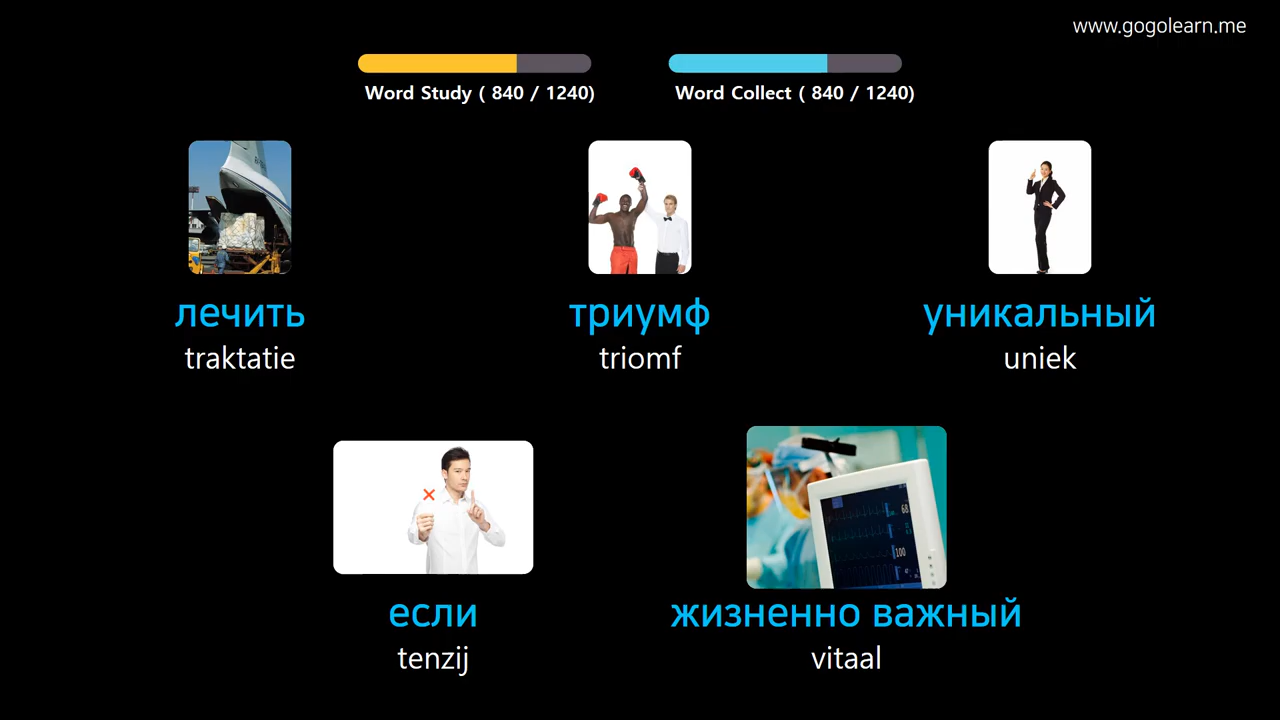 www.gogolearn.me
Word Study ( 840 / 1240)
Word Collect ( 840 / 1240)
лечить
traktatie
триумф
triomf
уникальный
uniek
если
tenzij
жизненно важный
vitaal